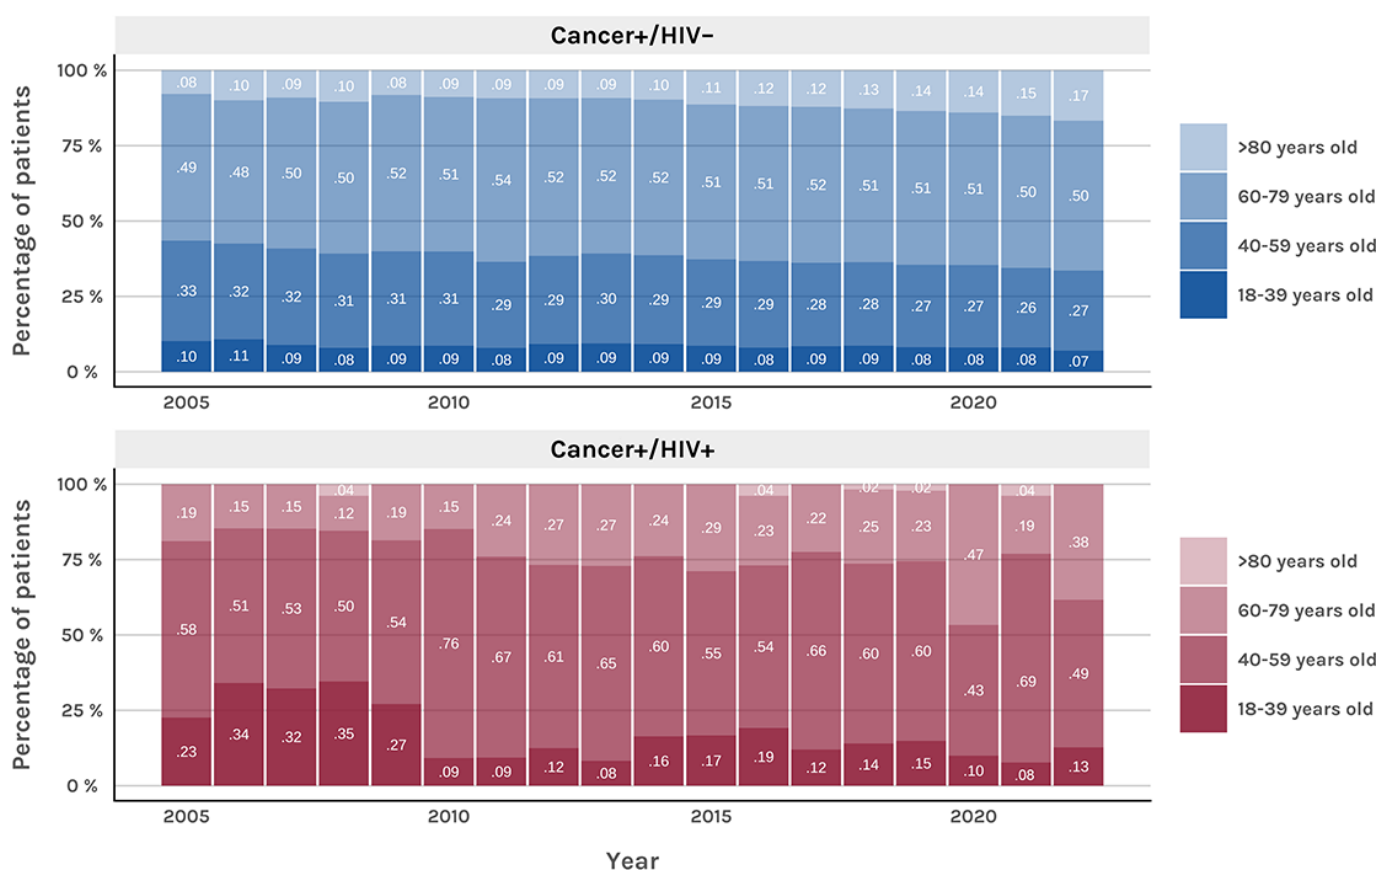 Cancer+/HIV−
Percentage of patients
100 %
75 %
50 %
25 %
0 %
.08 .10 .09 .10 .08 .09 .09 .09 .09 .10 .11 .12 .12 .13 .14 .14 .15 .17
.49 .48 .50 .50 .52 .51 .54 .52 .52 .52 .51 .51 .52 .51 .51 .51 .50 .50
.33 .32 .32 .31 .31 .31 .29 .29 .30 .29 .29 .29 .28 .28 .27 .27 .26 .27
.10 .11 .09 .08 .09 .09 .08 .09 .09 .09 .09 .08 .09 .09 .08 .08 .08 .07
2005 2010 2015 2020
>80 years old
60-79 years old
40-59 years old
18-39 years old
Cancer+/HIV+
Percentage of patients
100 %
75 %
50 %
25 %
0 %
.04 .04 .02 .02 .04
.19 .15 .15 .12 .19 .15 .24 .27 .27 .24 .29 .23 .22 .25 .23 .47 .19 .38
.58 .51 .53 .50 .54 .76 .67 .61 .65 .60 .55 .54 .66 .60 .60 .43 .69 .49
.23 .34 .32 .35 .27 .09 .09 .12 .08 .16 .17 .19 .12 .14 .15 .10 .08 .13
2005 2010 2015 2020
Year
>80 years old
60-79 years old
40-59 years old
18-39 years old